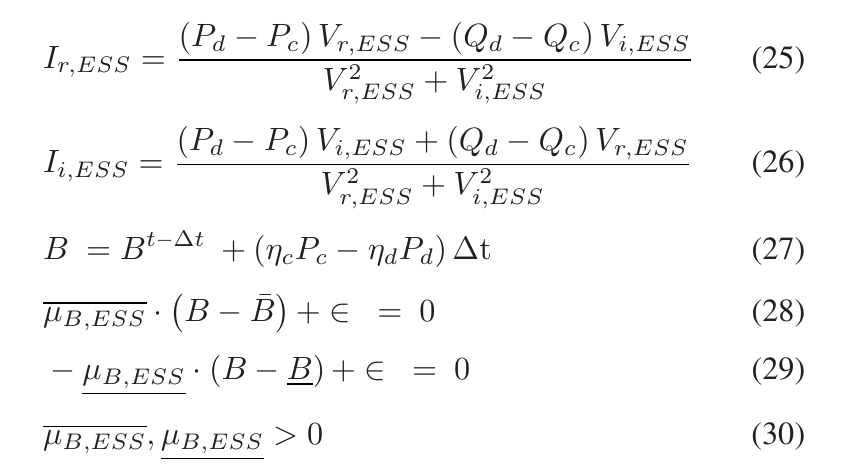 $I_{r,ESS} = \frac{(P_d - P_c) V_{r,ESS} - (Q_d - Q_c) V_{i,ESS}}{V_{r,ESS}^2 + V_{i,ESS}^2}$ (25)
$I_{i,ESS} = \frac{(P_d - P_c) V_{i,ESS} + (Q_d - Q_c) V_{r,ESS}}{V_{r,ESS}^2 + V_{i,ESS}^2}$ (26)
$B = B^{t-\Delta t} + (\eta_c P_c - \eta_d P_d) \Delta \mathrm{t}$ (27)
$\overline{\mu_{B,ESS}} \cdot (B - \bar{B}) + \in \ = 0$ (28)
$- \underline{\mu_{B,ESS}} \cdot (B - \underline{B}) + \in \ = 0$ (29)
$\overline{\mu_{B,ESS}}, \underline{\mu_{B,ESS}} > 0$ (30)